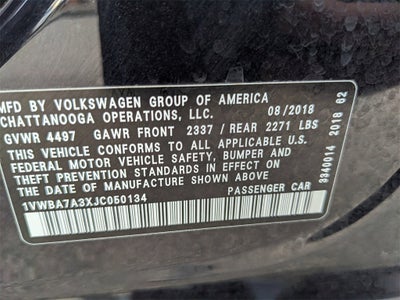 MFD BY VOLKSWAGEN GROUP OF AMERICA
CHATTANOOGA OPERATIONS, LLC. 08/2018
GVWR 4497 GAWR FRONT 2337 / REAR 2271 LBS
THIS VEHICLE CONFORMS TO ALL APPLICABLE U.S.
FEDERAL MOTOR VEHICLE SAFETY, BUMPER AND
THEFT PREVENTION STANDARDS IN EFFECT ON
THE DATE OF MANUFACTURE SHOWN ABOVE.
1VWBA7A3XJC050134 PASSENGER CAR
3340014 2018 62